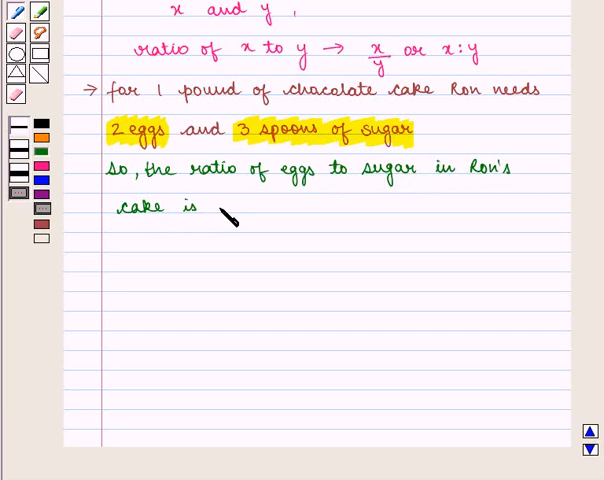 x and y,
ratio of x to y → x/y or x:y
→ for 1 pound of chocolate cake Ron needs
2 eggs and 3 spoons of sugar
So, the ratio of eggs to sugar in Ron's
cake is